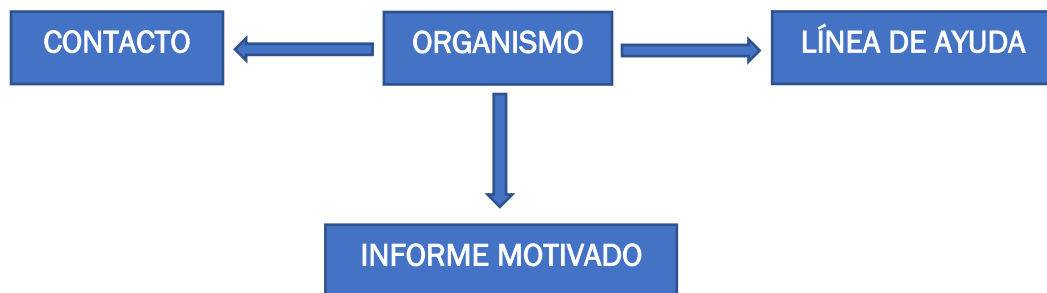 CONTACTO
ORGANISMO
LÍNEA DE AYUDA
INFORME MOTIVADO